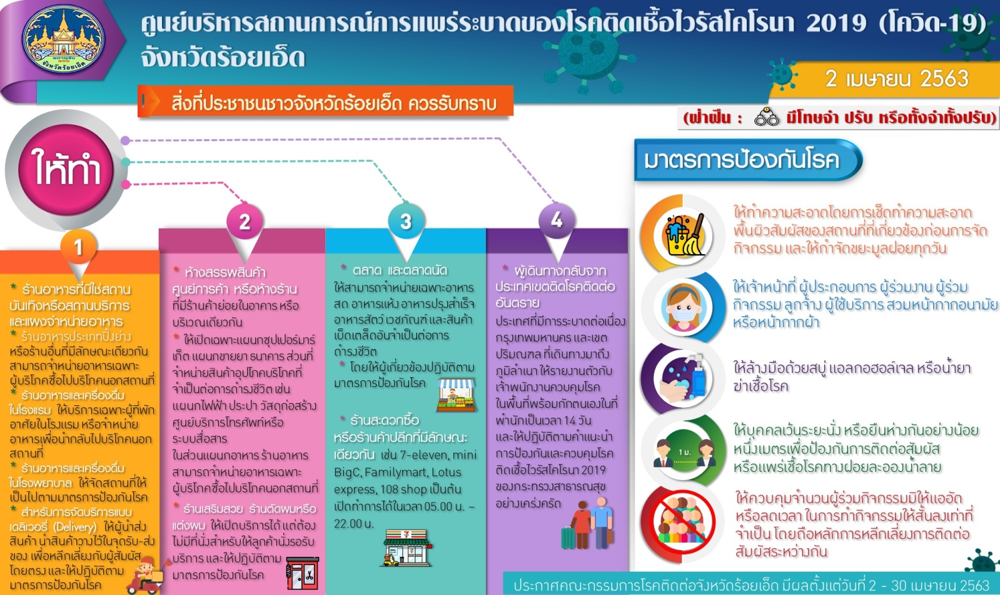 ศูนย์บริหารสถานการณ์การแพร่ระบาดของโรคติดเชื้อไวรัสโคโรนา 2019 (โควิด-19)
จังหวัดร้อยเอ็ด
จังหวัดร้อยเอ็ด
2 เมษายน 2563
สิ่งที่ประชาชนชาวจังหวัดร้อยเอ็ด ควรรับทราบ
(ฝ่าฝืน : มีโทษจำ ปรับ หรือทั้งจำทั้งปรับ)
ให้ทำ
1
* ร้านอาหารที่มิใช่สถาน
บันเทิงหรือสถานบริการ
และแผงจำหน่ายอาหาร
* ร้านอาหารประเภทปิ้งย่าง
หรือร้านอื่นที่มีลักษณะเดียวกัน
สามารถจำหน่ายอาหารเฉพาะ
ผู้บริโภคซื้อไปบริโภคนอกสถานที่
* ร้านอาหารและเครื่องดื่ม
ในโรงแรม ให้บริการเฉพาะผู้ที่พัก
อาศัยในโรงแรม หรือจำหน่าย
อาหารเพื่อนำกลับไปบริโภคนอก
สถานที่
* ร้านอาหารและเครื่องดื่ม
ในโรงพยาบาล ให้จัดสถานที่ให้
เป็นไปตามมาตรการป้องกันโรค
* สำหรับการจัดบริการแบบ
เดลิเวอรี่ (Delivery) ให้ผู้นำส่ง
สินค้า นำสินค้าวางไว้ในจุดรับ-ส่ง
ของ เพื่อหลีกเลี่ยงการสัมผัส
โดยตรง และให้ปฏิบัติตาม
มาตรการป้องกันโรค
2
* ห้างสรรพสินค้า
ศูนย์การค้า หรือห้างร้าน
ที่มีร้านค้าย่อยในอาคาร หรือ
บริเวณเดียวกัน
* ให้เปิดเฉพาะแผนกซุปเปอร์มาร์
เก็ต แผนกขายยา ธนาคาร ส่วนที่
จำหน่ายสินค้าอุปโภคบริโภคที่
จำเป็นต่อการดำรงชีวิต เช่น
แผนกไฟฟ้า ประปา วัสดุก่อสร้าง
ศูนย์บริการโทรศัพท์หรือ
ระบบสื่อสาร
ในส่วนแผนกอาหาร ร้านอาหาร
สามารถจำหน่ายอาหารเฉพาะ
ผู้บริโภคซื้อไปบริโภคนอกสถานที่
* ร้านเสริมสวย ร้านตัดผมหรือ
แต่งผม ให้เปิดบริการได้ แต่ต้อง
ไม่มีที่นั่งสำหรับให้ลูกค้านั่งรอรับ
บริการ และให้ปฏิบัติตาม
มาตรการป้องกันโรค
3
* ตลาด และตลาดนัด
ให้สามารถจำหน่ายเฉพาะอาหาร
สด อาหารแห้ง อาหารปรุงสำเร็จ
อาหารสัตว์ เวชภัณฑ์ และสินค้า
เบ็ดเตล็ดอันจำเป็นต่อการ
ดำรงชีวิต
* โดยให้ผู้เกี่ยวข้องปฏิบัติตาม
มาตรการป้องกันโรค
* ร้านสะดวกซื้อ
หรือร้านค้าปลีกที่มีลักษณะ
เดียวกัน เช่น 7-eleven, mini
BigC, Familymart, Lotus
express, 108 shop เป็นต้น
เปิดทำการได้ในเวลา 05.00 น. –
22.00 น.
4
* ผู้เดินทางกลับจาก
ประเทศเขตติดโรคติดต่อ
อันตราย
ประเทศที่มีการระบาดต่อเนื่อง
กรุงเทพมหานคร และเขต
ปริมณฑล ที่เดินทางมาถึง
ภูมิลำเนา ให้รายงานตัวกับ
เจ้าพนักงานควบคุมโรค
ในพื้นที่พร้อมกักตนเองในที่
พำนักเป็นเวลา 14 วัน
และให้ปฏิบัติตามคำแนะนำ
การป้องกันและควบคุมโรค
ติดเชื้อไวรัสโคโรนา 2019
ของกระทรวงสาธารณสุข
อย่างเคร่งครัด
มาตรการป้องกันโรค
ให้ทำความสะอาดโดยการเช็ดทำความสะอาด
พื้นผิวสัมผัสของสถานที่ที่เกี่ยวข้องก่อนการจัด
กิจกรรม และให้กำจัดขยะมูลฝอยทุกวัน
ให้เจ้าหน้าที่ ผู้ประกอบการ ผู้ร่วมงาน ผู้ร่วม
กิจกรรม ลูกจ้าง ผู้ใช้บริการ สวมหน้ากากอนามัย
หรือหน้ากากผ้า
ให้ล้างมือด้วยสบู่ แอลกอฮอล์เจล หรือน้ำยา
ฆ่าเชื้อโรค
1 ม.
ให้บุคคลเว้นระยะนั่ง หรือยืนห่างกันอย่างน้อย
หนึ่งเมตรเพื่อป้องกันการติดต่อสัมผัส
หรือแพร่เชื้อโรคทางฝอยละอองน้ำลาย
ให้ควบคุมจำนวนผู้ร่วมกิจกรรมมิให้แออัด
หรือลดเวลา ในการทำกิจกรรมให้สั้นลงเท่าที่
จำเป็น โดยถือหลักการหลีกเลี่ยงการติดต่อ
สัมผัสระหว่างกัน
ประกาศคณะกรรมการโรคติดต่อจังหวัดร้อยเอ็ด มีผลตั้งแต่วันที่ 2 - 30 เมษายน 2563